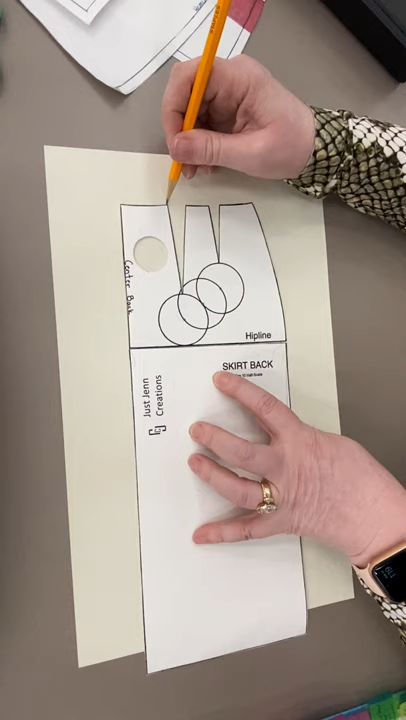 Center Back
Hipline
SKIRT BACK
Just Jenn
Creations